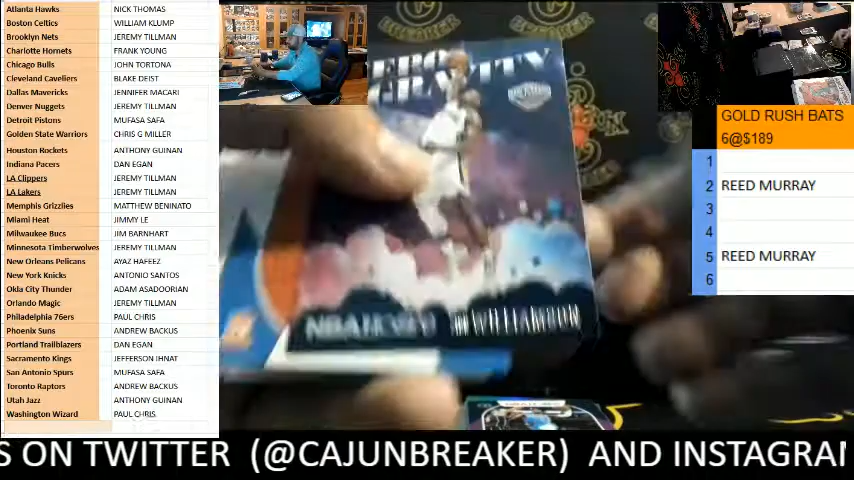 Atlanta Hawks NICK THOMAS
Boston Celtics WILLIAM KLUMP
Brooklyn Nets JEREMY TILLMAN
Charlotte Hornets FRANK YOUNG
Chicago Bulls JOHN TORTONA
Cleveland Caveliers BLAKE DEIST
Dallas Mavericks JENNIFER MACARI
Denver Nuggets JEREMY TILLMAN
Detroit Pistons MUFASA SAFA
Golden State Warriors CHRIS G MILLER
Houston Rockets ANTHONY GUINAN
Indiana Pacers DAN EGAN
LA Clippers JEREMY TILLMAN
LA Lakers JEREMY TILLMAN
Memphis Grizzlies MATTHEW BENINATO
Miami Heat JIMMY LE
Milwaukee Bucs JIM BARNHART
Minnesota Timberwolves JEREMY TILLMAN
New Orleans Pelicans AYAZ HAFEEZ
New York Knicks ANTONIO SANTOS
Okla City Thunder ADAM ASADOORIAN
Orlando Magic JEREMY TILLMAN
Philadelphia 76ers PAUL CHRIS
Phoenix Suns ANDREW BACKUS
Portland Trailblazers DAN EGAN
Sacramento Kings JEFFERSON IHNAT
San Antonio Spurs MUFASA SAFA
Toronto Raptors ANDREW BACKUS
Utah Jazz ANTHONY GUINAN
Washington Wizard PAUL CHRIS
ZERO
GRAVITY
NBA HOOPS
WILLIAMSON
GOLD RUSH BATS
6@$189
1
2 REED MURRAY
3
4
5 REED MURRAY
6
S ON TWITTER (@CAJUNBREAKER) AND INSTAGRAM